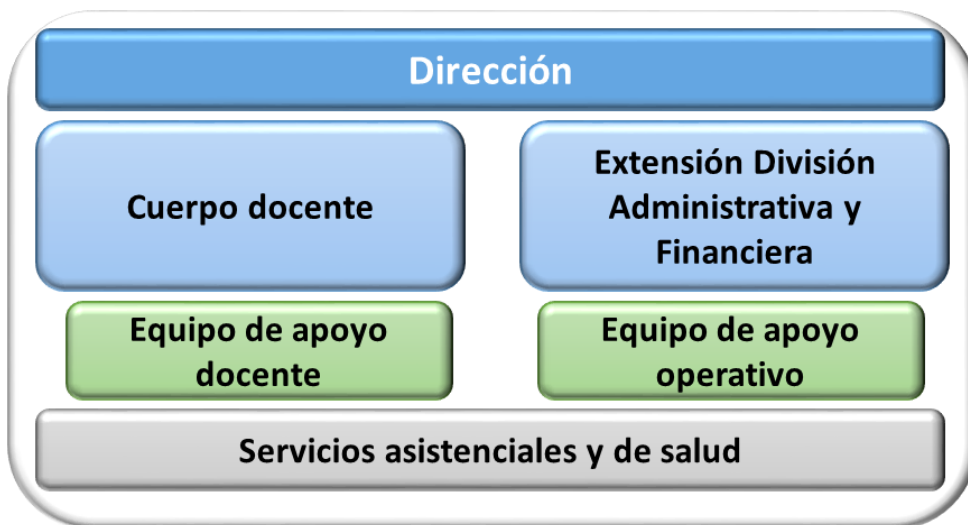 Dirección
Cuerpo docente
Extensión División
Administrativa y
Financiera
Equipo de apoyo
docente
Equipo de apoyo
operativo
Servicios asistenciales y de salud